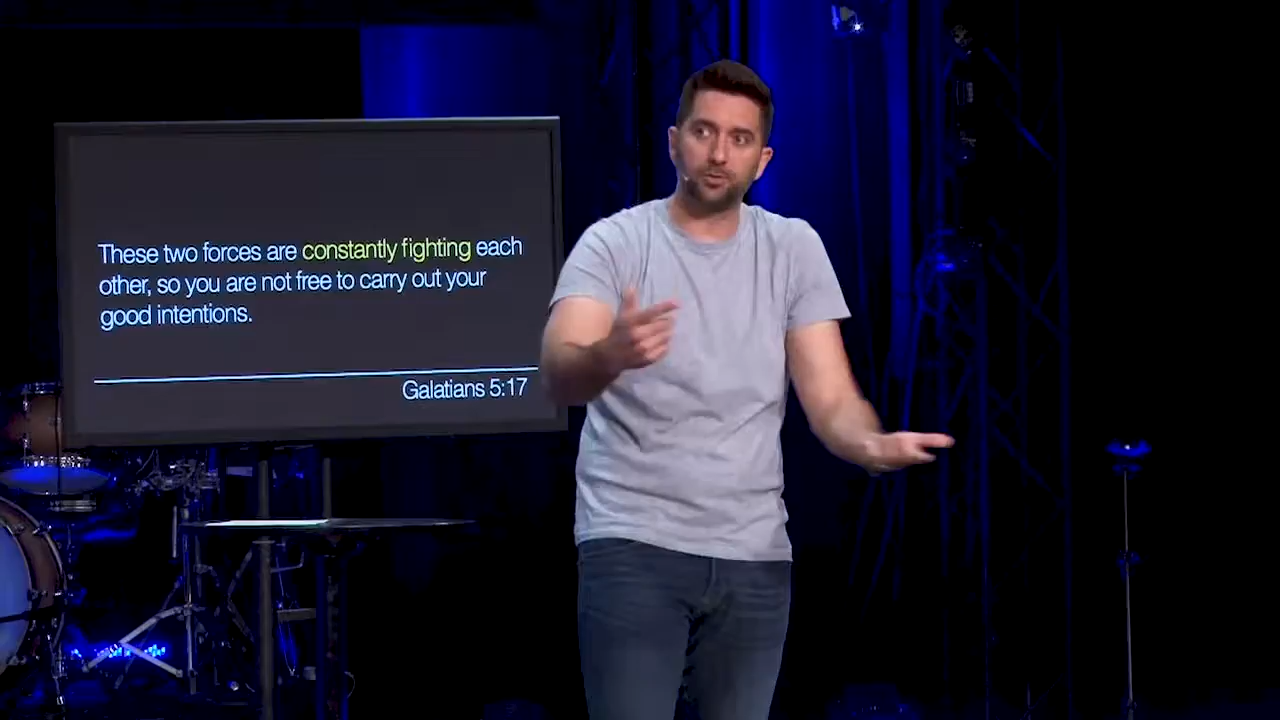 These two forces are constantly fighting each
other, so you are not free to carry out your
good intentions.
Galatians 5:17